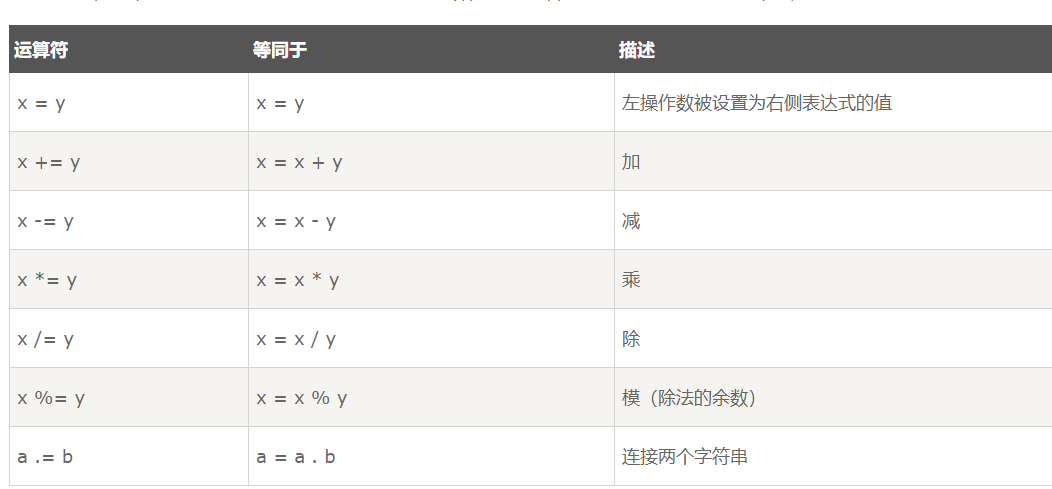 运算符 等同于 描述
x = y x = y 左操作数被设置为右侧表达式的值
x += y x = x + y 加
x -= y x = x - y 减
x *= y x = x * y 乘
x /= y x = x / y 除
x %= y x = x % y 模（除法的余数）
a .= b a = a . b 连接两个字符串